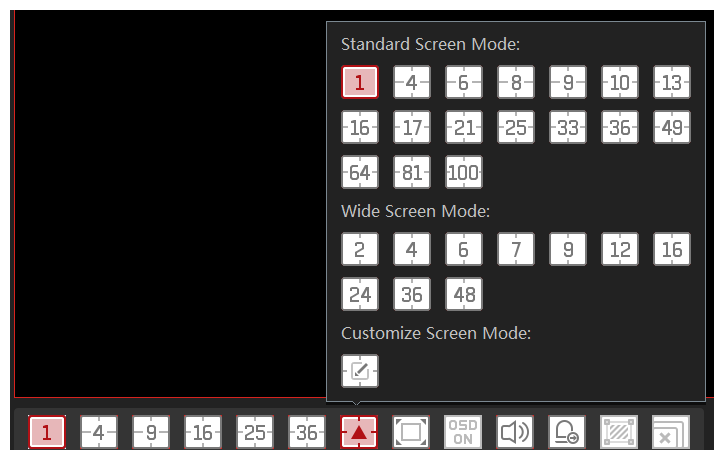 Standard Screen Mode:
1 4 6 8 9 10 13
16 17 21 25 33 36 49
64 81 100
Wide Screen Mode:
2 4 6 7 9 12 16
24 36 48
Customize Screen Mode:
1 4 9 16 25 36 OSD
ON